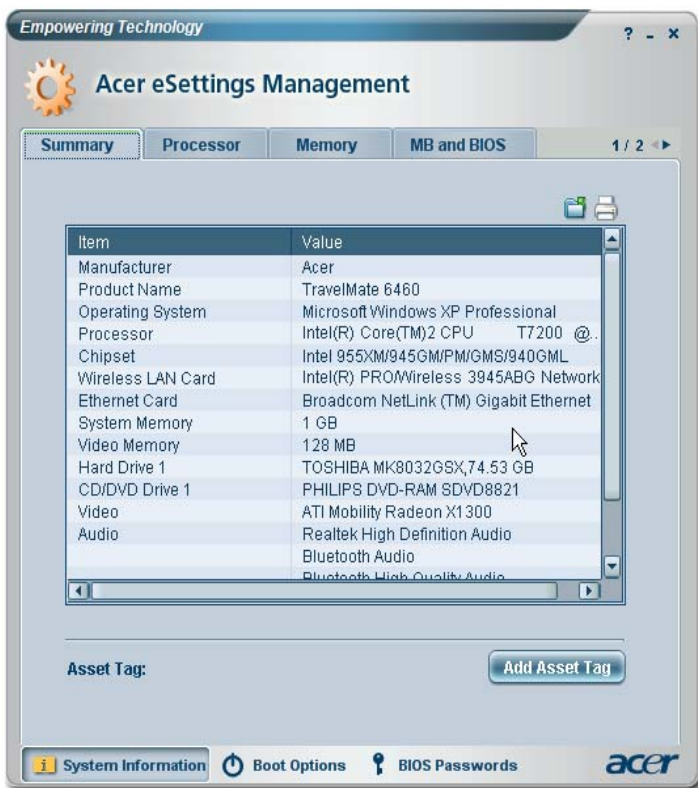 Empowering Technology
? - x
Acer eSettings Management
Summary Processor Memory MB and BIOS 1 / 2
Item Value
Manufacturer Acer
Product Name TravelMate 6460
Operating System Microsoft Windows XP Professional
Processor Intel(R) Core(TM)2 CPU T7200 @..
Chipset Intel 955XM/945GM/PM/GMS/940GML
Wireless LAN Card Intel(R) PRO/Wireless 3945ABG Network
Ethernet Card Broadcom NetLink (TM) Gigabit Ethernet
System Memory 1 GB
Video Memory 128 MB
Hard Drive 1 TOSHIBA MK8032GSX,74.53 GB
CD/DVD Drive 1 PHILIPS DVD-RAM SDVD8821
Video ATI Mobility Radeon X1300
Audio Realtek High Definition Audio
Bluetooth Audio
Bluetooth High Quality Audio
Asset Tag: Add Asset Tag
i System Information Boot Options BIOS Passwords acer